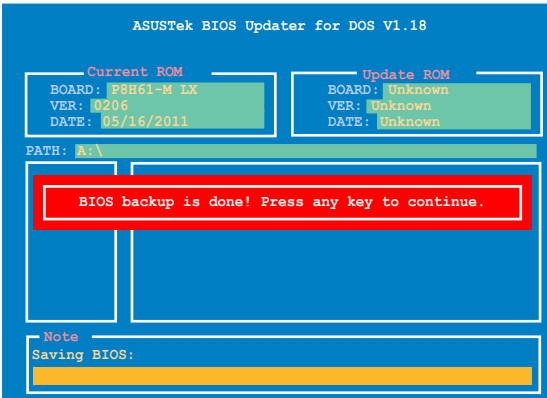 ASUSTek BIOS Updater for DOS V1.18
Current ROM
BOARD: P8H61-M LX
VER: 0206
DATE: 05/16/2011
Update ROM
BOARD: Unknown
VER: Unknown
DATE: Unknown
PATH: A:\
BIOS backup is done! Press any key to continue.
Note
Saving BIOS: